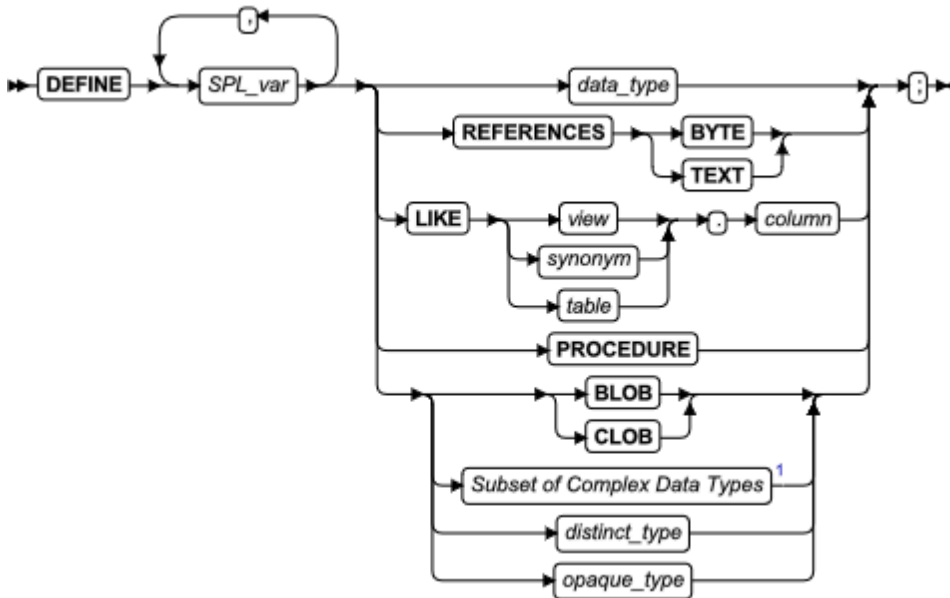 ,
DEFINE SPL_var data_type ;
REFERENCES BYTE
TEXT
LIKE view . column
synonym
table
PROCEDURE
BLOB
CLOB
Subset of Complex Data Types 1
distinct_type
opaque_type